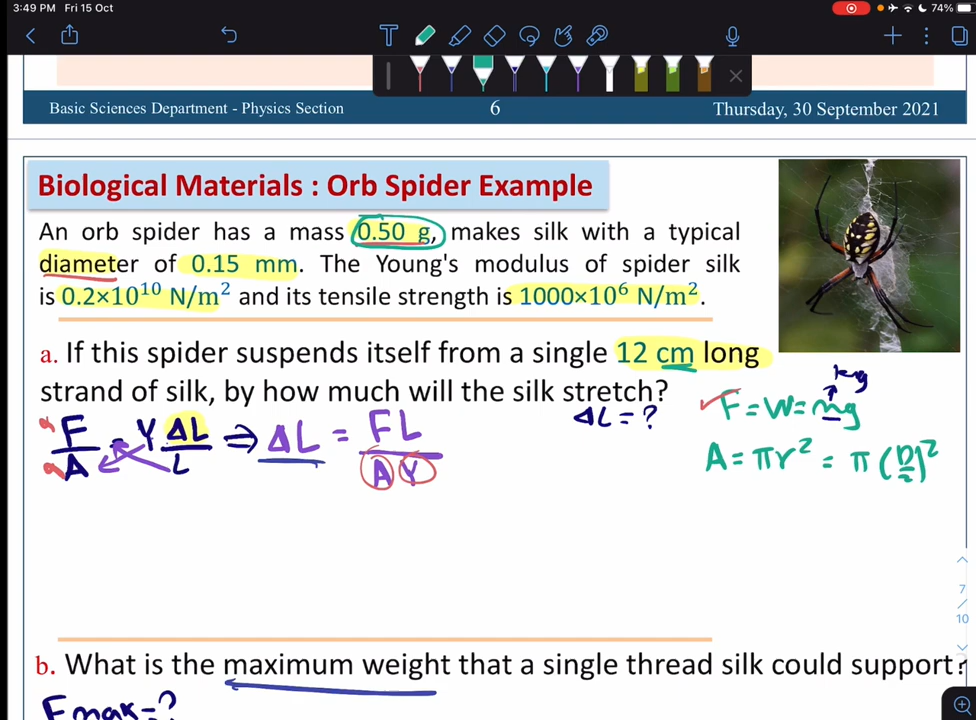 3:49 PM Fri 15 Oct
74%
Basic Sciences Department - Physics Section
6
Thursday, 30 September 2021
Biological Materials : Orb Spider Example
An orb spider has a mass 0.50 g, makes silk with a typical
diameter of 0.15 mm. The Young's modulus of spider silk
is 0.2×10¹⁰ N/m² and its tensile strength is 1000×10⁶ N/m².
a. If this spider suspends itself from a single 12 cm long
strand of silk, by how much will the silk stretch?
kg
ΔL = ?
F = W = mg
F/A = Y ΔL/L ⇒ ΔL = FL/AY
A = πr² = π(D/2)²
7
/
10
b. What is the maximum weight that a single thread silk could support?
Fmax = ?